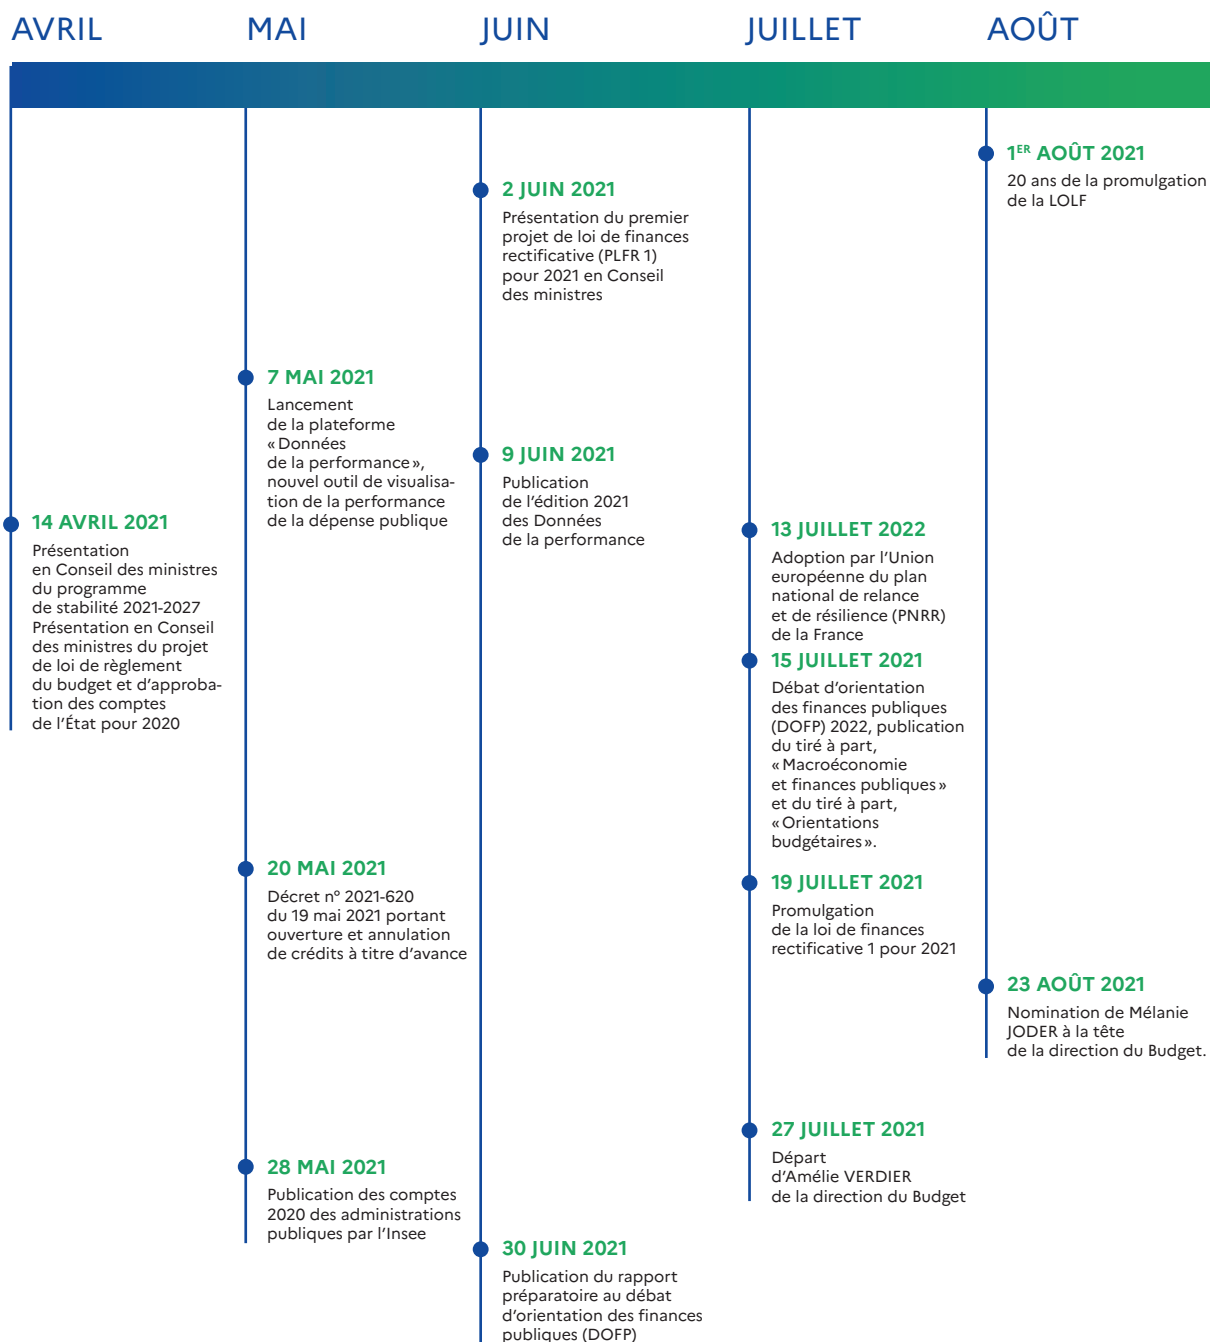 AVRIL
MAI
JUIN
JUILLET
AOÛT
14 AVRIL 2021
Présentation
en Conseil des ministres
du programme
de stabilité 2021-2027
Présentation en Conseil
des ministres du projet
de loi de règlement
du budget et d'approba-
tion des comptes
de l'État pour 2020
7 MAI 2021
Lancement
de la plateforme
« Données
de la performance »,
nouvel outil de visualisa-
tion de la performance
de la dépense publique
20 MAI 2021
Décret n° 2021-620
du 19 mai 2021 portant
ouverture et annulation
de crédits à titre d'avance
28 MAI 2021
Publication des comptes
2020 des administrations
publiques par l'Insee
2 JUIN 2021
Présentation du premier
projet de loi de finances
rectificative (PLFR 1)
pour 2021 en Conseil
des ministres
9 JUIN 2021
Publication
de l'édition 2021
des Données
de la performance
30 JUIN 2021
Publication du rapport
préparatoire au débat
d'orientation des finances
publiques (DOFP)
13 JUILLET 2022
Adoption par l'Union
européenne du plan
national de relance
et de résilience (PNRR)
de la France
15 JUILLET 2021
Débat d'orientation
des finances publiques
(DOFP) 2022, publication
du tiré à part,
« Macroéconomie
et finances publiques »
et du tiré à part,
« Orientations
budgétaires ».
19 JUILLET 2021
Promulgation
de la loi de finances
rectificative 1 pour 2021
27 JUILLET 2021
Départ
d'Amélie VERDIER
de la direction du Budget
1ER AOÛT 2021
20 ans de la promulgation
de la LOLF
23 AOÛT 2021
Nomination de Mélanie
JODER à la tête
de la direction du Budget.